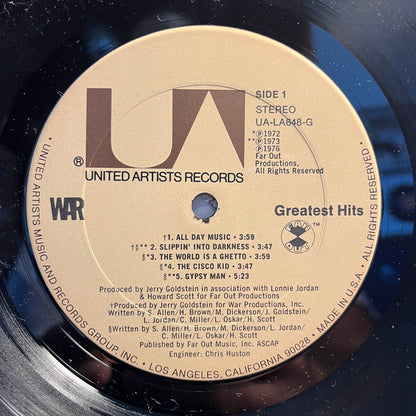 UA
®
UNITED ARTISTS RECORDS
SIDE 1
STEREO
UA-LA648-G
*℗1972
**℗1973
℗1976
Far Out
Productions,
All Rights Reserved
WAR
Greatest Hits
TM
†1. ALL DAY MUSIC • 3:59
†§** 2. SLIPPIN' INTO DARKNESS • 3:47
§*3. THE WORLD IS A GHETTO • 3:59
§*4. THE CISCO KID • 3:47
§**5. GYPSY MAN • 5:23
Produced by Jerry Goldstein in association with Lonnie Jordan
& Howard Scott for Far Out Productions
†Produced by Jerry Goldstein for War Productions, Inc.
†Written by S. Allen/H. Brown/M. Dickerson/J. Goldstein/
L. Jordan/C. Miller/L. Oskar/H. Scott
§Written by S. Allen/H. Brown/M. Dickerson/L. Jordan/
C. Miller/L. Oskar/H. Scott
Published by Far Out Music, Inc. ASCAP
Engineer: Chris Huston
• UNITED ARTISTS MUSIC AND RECORDS GROUP, INC. • LOS ANGELES, CALIFORNIA 90028 • MADE IN U.S.A. • ALL RIGHTS RESERVED •